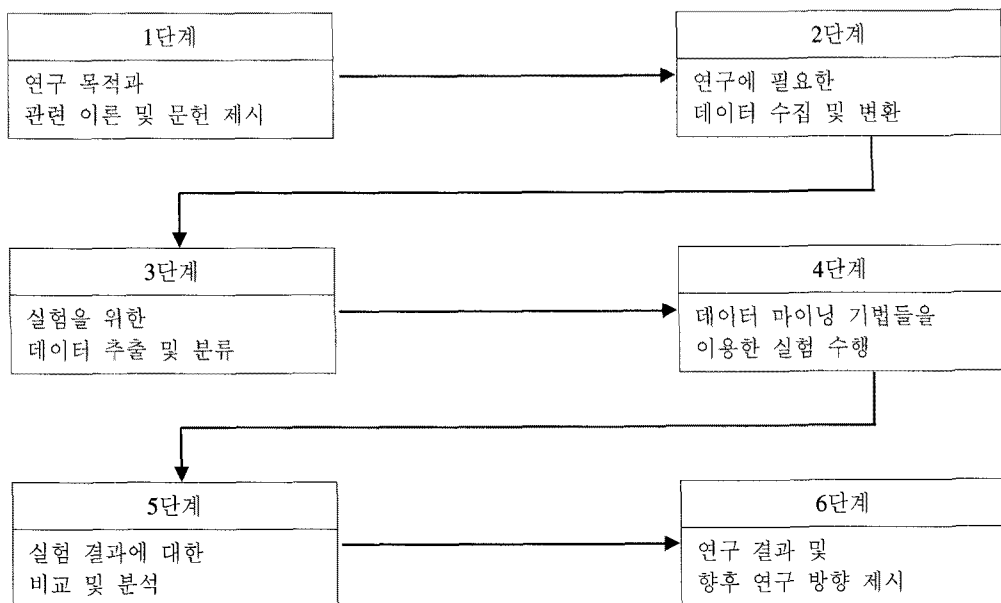 1단계
연구 목적과
관련 이론 및 문헌 제시
2단계
연구에 필요한
데이터 수집 및 변환
3단계
실험을 위한
데이터 추출 및 분류
4단계
데이터 마이닝 기법들을
이용한 실험 수행
5단계
실험 결과에 대한
비교 및 분석
6단계
연구 결과 및
향후 연구 방향 제시